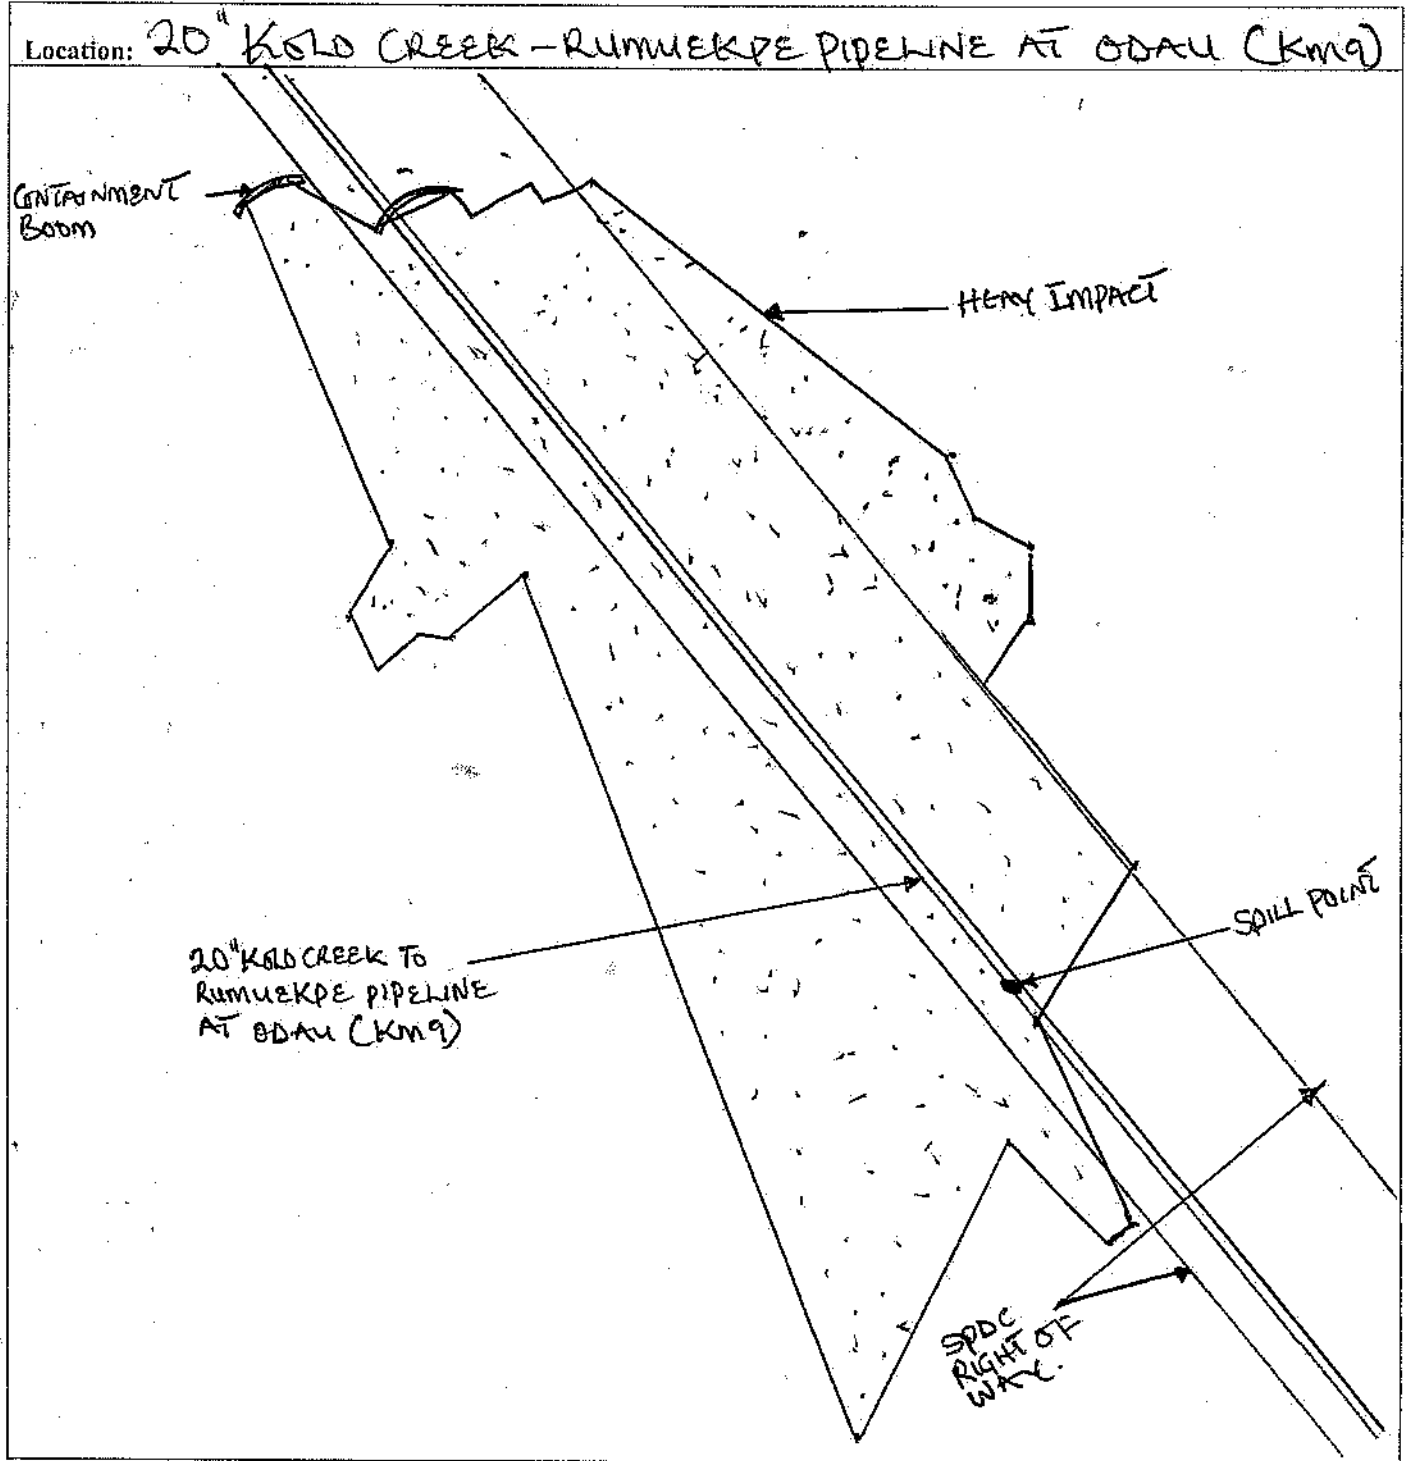 Location: 20" KOLO CREEK - RUMUEKPE PIPELINE AT ODAU (Km9)
CONTAINMENT
BOOM
HEAVY IMPACT
SPILL POINT
20" KOLO CREEK TO
RUMUEKPE PIPELINE
AT ODAU (Km9)
SPDC
RIGHT OF
WAY.